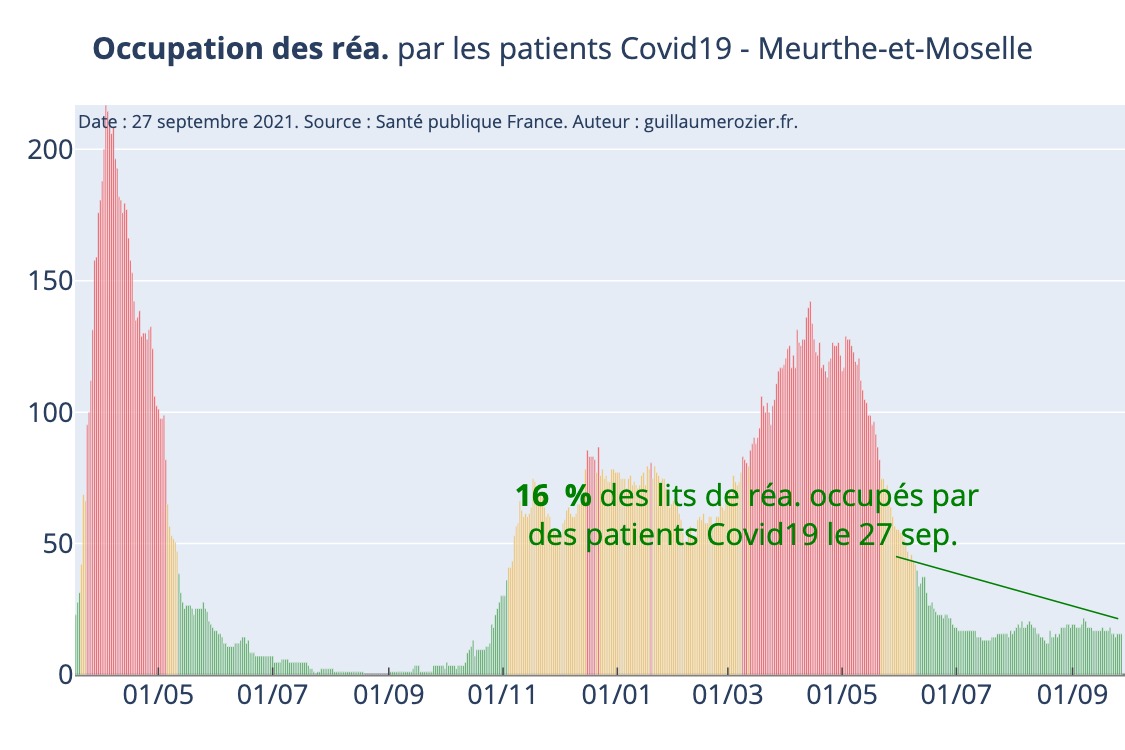 Occupation des réa. par les patients Covid19 - Meurthe-et-Moselle
Date : 27 septembre 2021. Source : Santé publique France. Auteur : guillaumerozier.fr.
200
150
100
50
0
16 % des lits de réa. occupés par
des patients Covid19 le 27 sep.
01/05 01/07 01/09 01/11 01/01 01/03 01/05 01/07 01/09